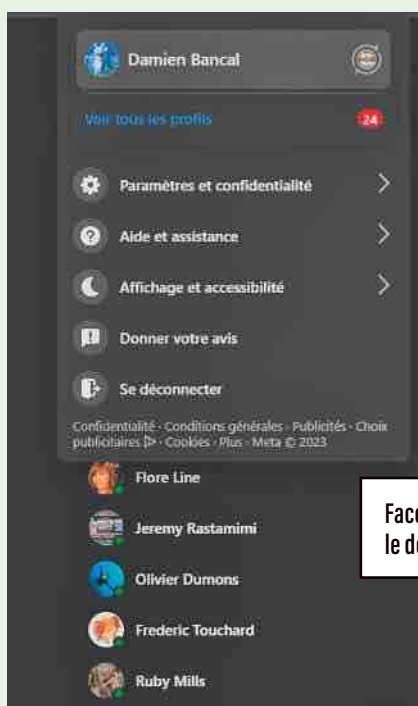 Damien Bancal
Voir tous les profils
24
Paramètres et confidentialité
Aide et assistance
Affichage et accessibilité
Donner votre avis
Se déconnecter
Confidentialité · Conditions générales · Publicités · Choix
publicitaires · Cookies · Plus · Meta © 2023
Flore Line
Jeremy Rastamimi
Olivier Dumons
Frederic Touchard
Ruby Mills
le